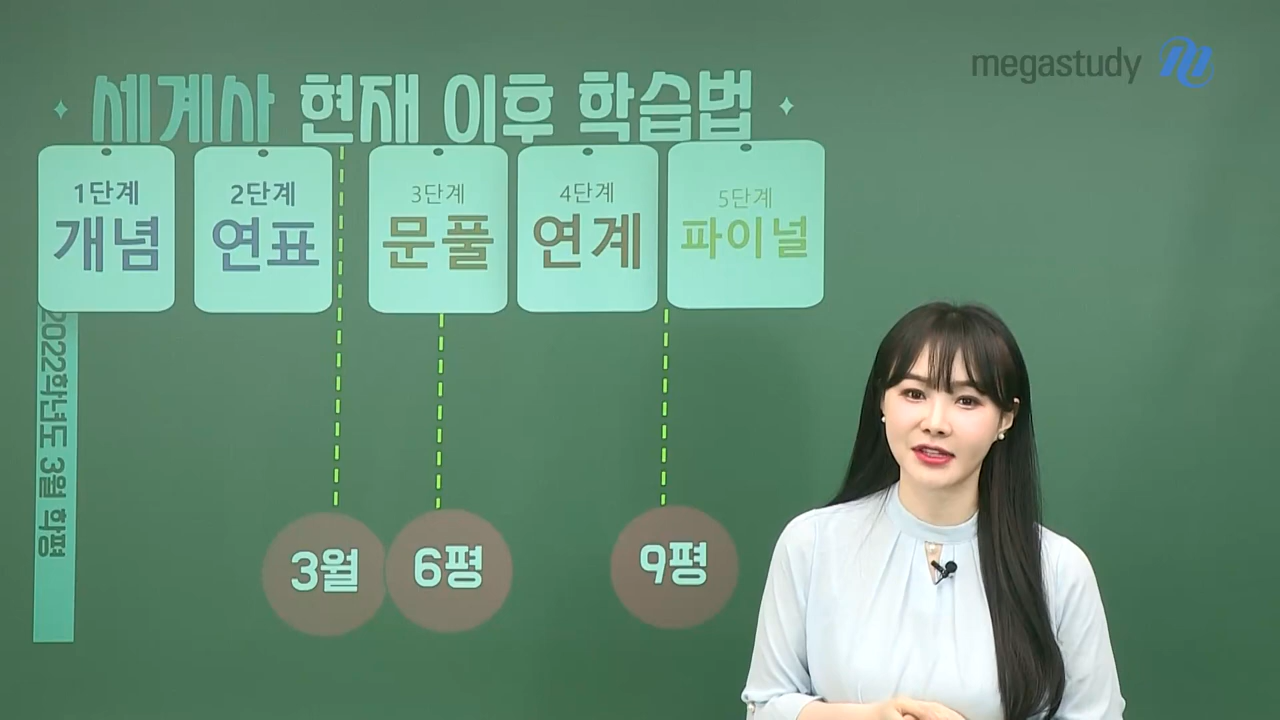 megastudy
세계사 현재 이후 학습법
1단계
개념
2단계
연표
3단계
문풀
4단계
연계
5단계
파이널
2022학년도 3월 학평
3월
6평
9평